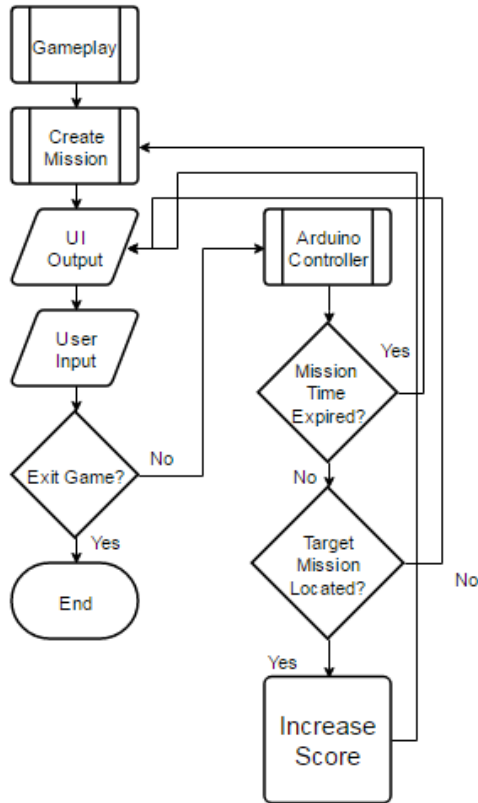 Gameplay
Create
Mission
UI
Output
User
Input
Exit Game?
No
Yes
End
Arduino
Controller
Mission
Time
Expired?
Yes
No
Target
Mission
Located?
No
Yes
Increase
Score